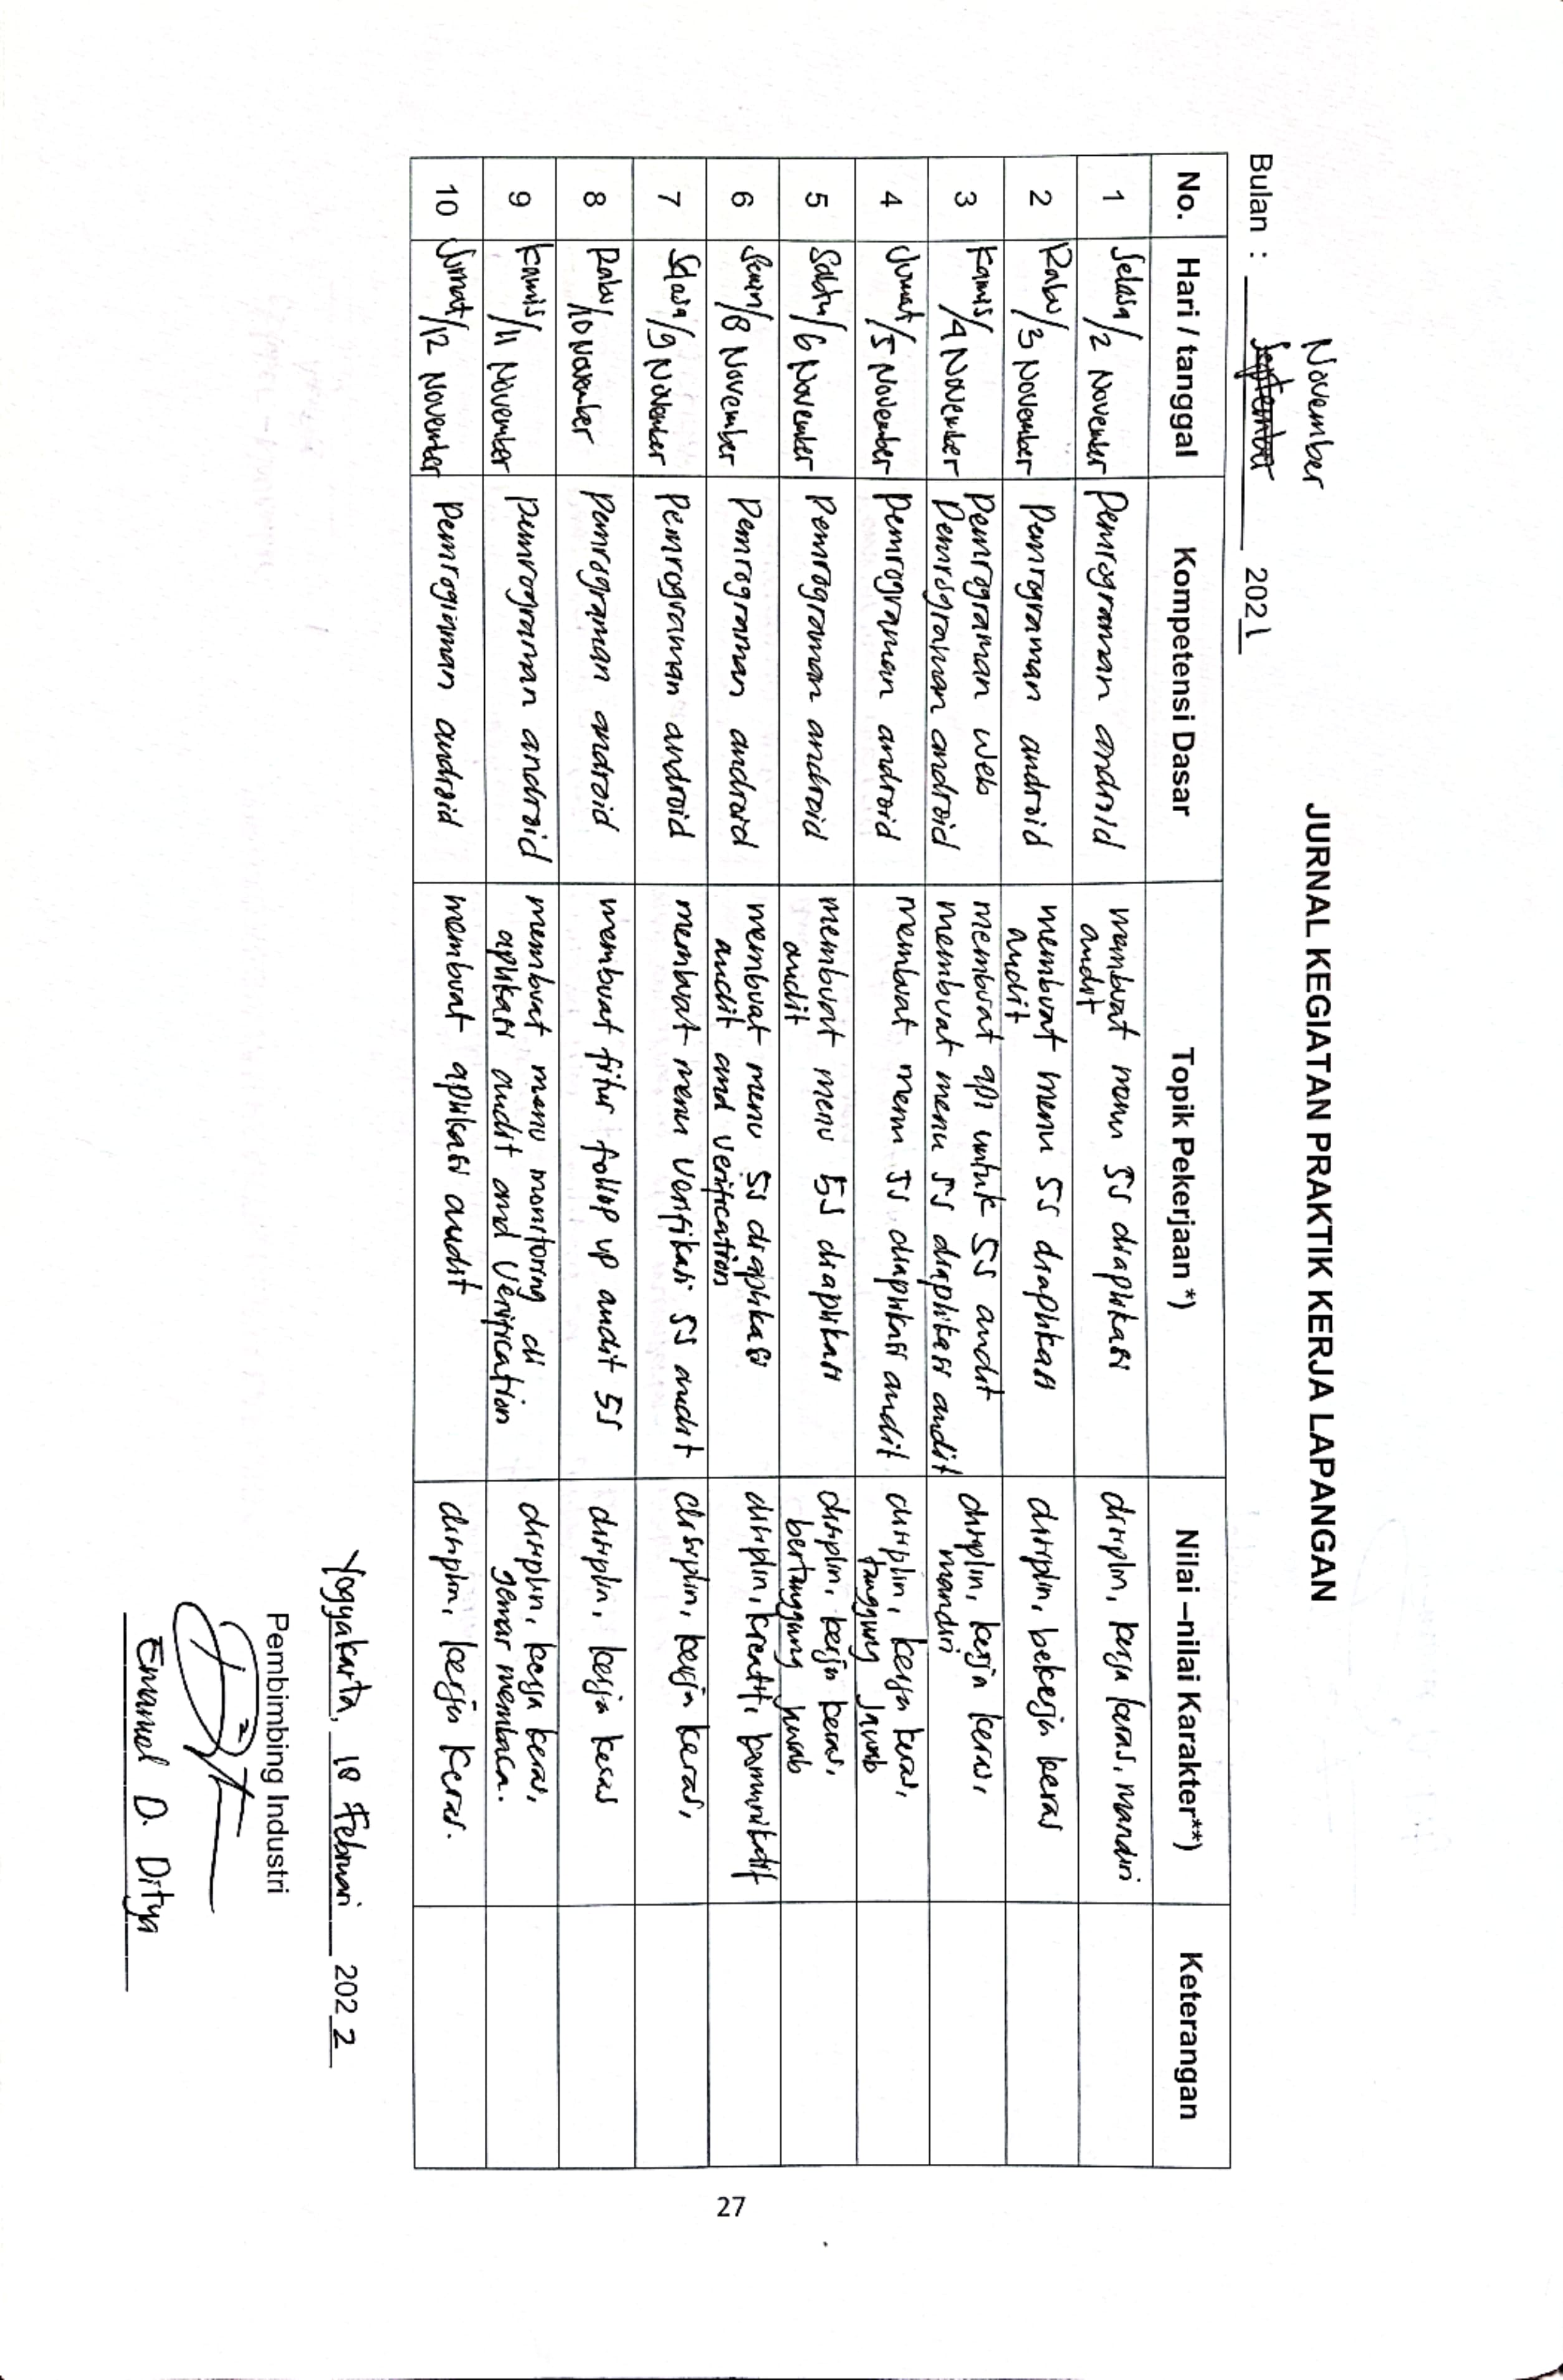 JURNAL KEGIATAN PRAKTIK KERJA LAPANGAN
November
Bulan : September 2021
No. Hari / tanggal Kompetensi Dasar Topik Pekerjaan *) Nilai –nilai Karakter**) Keterangan
1 Selasa/2 November Pemrograman android membuat menu 5S diaplikasi disiplin, kerja keras, mandiri
audit
2 Rabu/3 November Pemrograman android membuat menu 5S diaplikasi disiplin, bekerja keras
audit
3 Kamis/4 November Pemrograman web membuat api untuk 5S audit disiplin, kerja keras,
Pemrograman android membuat menu 5S diaplikasi audit mandiri
4 Jumat/5 November Pemrograman android membuat menu 5S diaplikasi audit disiplin, kerja keras,
tanggung jawab
5 Sabtu/6 November Pemrograman android membuat menu 5S diaplikasi disiplin, kerja keras,
audit bertanggung jawab
6 Senin/8 November Pemrograman android membuat menu 5S diaplikasi disiplin, kreatif, komunikatif
audit and verification
7 Selasa/9 November Pemrograman android membuat menu verifikasi 5S audit disiplin, kerja keras,
8 Rabu/10 November Pemrograman android membuat fitur follop up audit 5S disiplin, kerja keras
9 Kamis/11 November Pemrograman android membuat menu monitoring di disiplin, kerja keras,
aplikasi audit and Verification gemar membaca.
10 Jumat/12 November Pemrograman android membuat aplikasi audit disiplin, kerja keras.
Yogyakarta, 18 Februari 2022
Pembimbing Industri
Emanuel D. Ditya
27